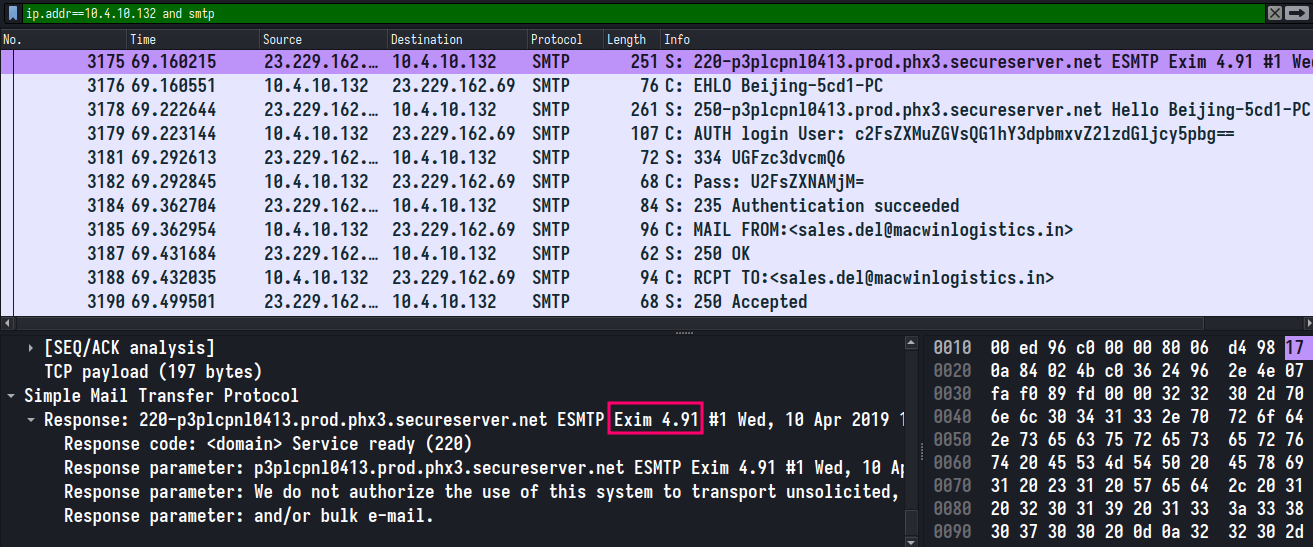 ip.addr==10.4.10.132 and smtp
No. Time Source Destination Protocol Length Info
3175 69.160215 23.229.162.… 10.4.10.132 SMTP 251 S: 220-p3plcpnl0413.prod.phx3.secureserver.net ESMTP Exim 4.91 #1 Wed
3176 69.160551 10.4.10.132 23.229.162.69 SMTP 76 C: EHLO Beijing-5cd1-PC
3178 69.222644 23.229.162.… 10.4.10.132 SMTP 261 S: 250-p3plcpnl0413.prod.phx3.secureserver.net Hello Beijing-5cd1-PC
3179 69.223144 10.4.10.132 23.229.162.69 SMTP 107 C: AUTH login User: c2FsZXMuZGVsQG1hY3dpbmxvZ2lzdGljcy5pbg==
3181 69.292613 23.229.162.… 10.4.10.132 SMTP 72 S: 334 UGFzc3dvcmQ6
3182 69.292845 10.4.10.132 23.229.162.69 SMTP 68 C: Pass: U2FsZXNAMjM=
3184 69.362704 23.229.162.… 10.4.10.132 SMTP 84 S: 235 Authentication succeeded
3185 69.362954 10.4.10.132 23.229.162.69 SMTP 96 C: MAIL FROM:<sales.del@macwinlogistics.in>
3187 69.431684 23.229.162.… 10.4.10.132 SMTP 62 S: 250 OK
3188 69.432035 10.4.10.132 23.229.162.69 SMTP 94 C: RCPT TO:<sales.del@macwinlogistics.in>
3190 69.499501 23.229.162.… 10.4.10.132 SMTP 68 S: 250 Accepted
[SEQ/ACK analysis]
TCP payload (197 bytes)
Simple Mail Transfer Protocol
Response: 220-p3plcpnl0413.prod.phx3.secureserver.net ESMTP Exim 4.91 #1 Wed, 10 Apr 2019 1
Response code: <domain> Service ready (220)
Response parameter: p3plcpnl0413.prod.phx3.secureserver.net ESMTP Exim 4.91 #1 Wed, 10 Ap
Response parameter: We do not authorize the use of this system to transport unsolicited,
Response parameter: and/or bulk e-mail.
0010 00 ed 96 c0 00 00 80 06 d4 98 17
0020 0a 84 02 4b c0 36 24 96 2e 4e 07
0030 fa f0 89 fd 00 00 32 32 30 2d 70
0040 6e 6c 30 34 31 33 2e 70 72 6f 64
0050 2e 73 65 63 75 72 65 73 65 72 76
0060 74 20 45 53 4d 54 50 20 45 78 69
0070 31 20 23 31 20 57 65 64 2c 20 31
0080 20 32 30 31 39 20 31 33 3a 33 38
0090 30 37 30 30 20 0d 0a 32 32 30 2d